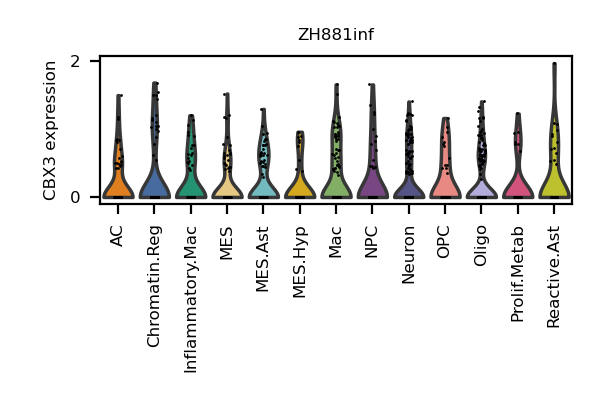 ZH881inf
CBX3 expression
2
0
AC
Chromatin.Reg
Inflammatory.Mac
MES
MES.Ast
MES.Hyp
Mac
NPC
Neuron
OPC
Oligo
Prolif.Metab
Reactive.Ast